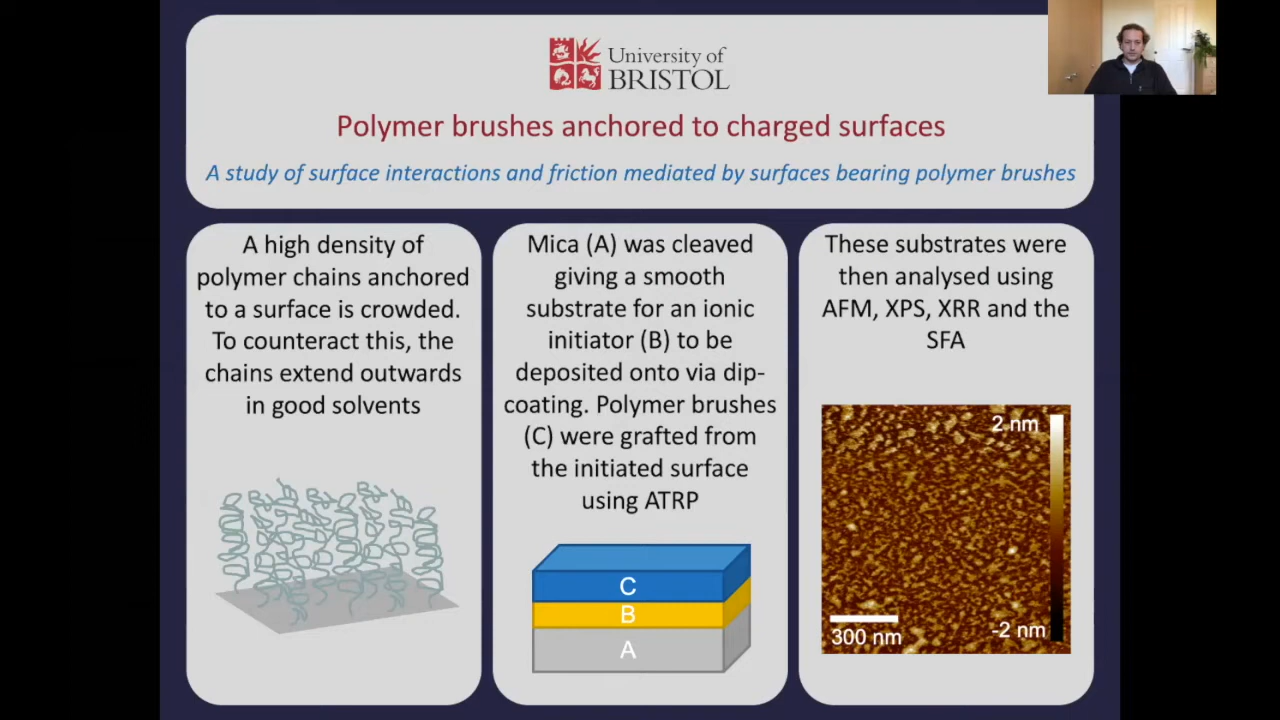 University of
BRISTOL
Polymer brushes anchored to charged surfaces
A study of surface interactions and friction mediated by surfaces bearing polymer brushes
A high density of
polymer chains anchored
to a surface is crowded.
To counteract this, the
chains extend outwards
in good solvents
Mica (A) was cleaved
giving a smooth
substrate for an ionic
initiator (B) to be
deposited onto via dip-
coating. Polymer brushes
(C) were grafted from
the initiated surface
using ATRP
C
B
A
These substrates were
then analysed using
AFM, XPS, XRR and the
SFA
2 nm
300 nm
-2 nm